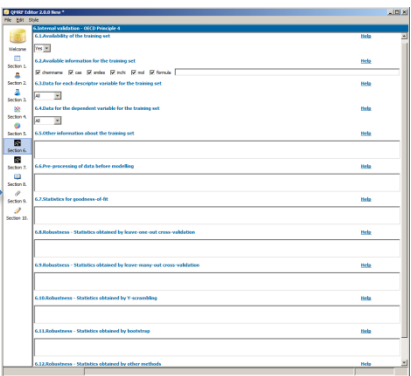 QMRF Editor 2.0.0 Beta *
File Edit Style
Welcome
Section 1.
Section 2.
Section 3.
Section 4.
Section 5.
Section 6.
Section 7.
Section 8.
Section 9.
Section 10.
6.Internal validation - OECD Principle 4
6.1.Availability of the training set Help
Yes
6.2.Available information for the training set Help
chemname cas smiles inchi mol formula
6.3.Data for each descriptor variable for the training set Help
All
6.4.Data for the dependent variable for the training set Help
All
6.5.Other information about the training set Help
6.6.Pre-processing of data before modelling Help
6.7.Statistics for goodness-of-fit Help
6.8.Robustness - Statistics obtained by leave-one-out cross-validation Help
6.9.Robustness - Statistics obtained by leave-many-out cross-validation Help
6.10.Robustness - Statistics obtained by Y-scrambling Help
6.11.Robustness - Statistics obtained by bootstrap Help
6.12.Robustness - Statistics obtained by other methods Help